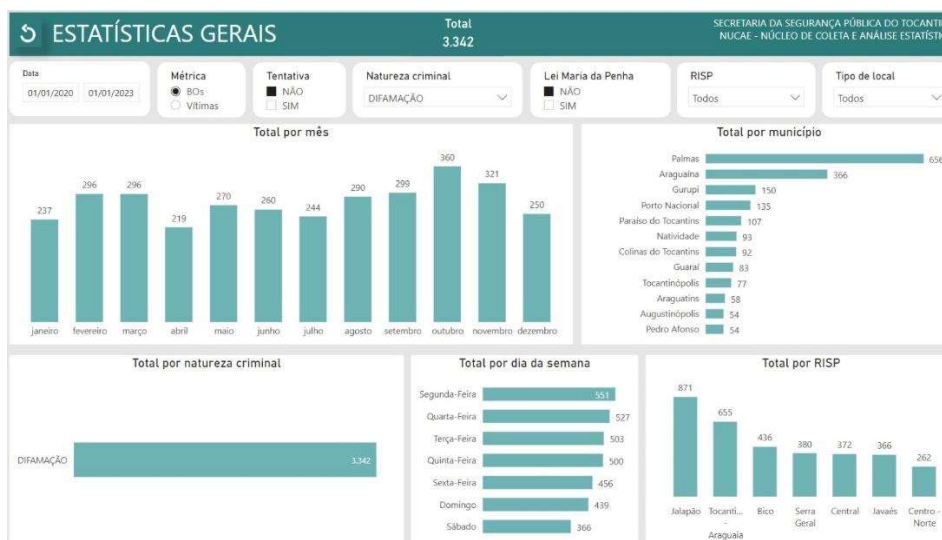 ESTATÍSTICAS GERAIS
Total
3.342
SECRETARIA DA SEGURANÇA PÚBLICA DO TOCANTI
NUCAE - NÚCLEO DE COLETA E ANÁLISE ESTATÍSTI
Data
01/01/2020 01/01/2023
Métrica
BOs
Vítimas
Tentativa
NÃO
SIM
Natureza criminal
DIFAMAÇÃO
Lei Maria da Penha
NÃO
SIM
RISP
Todos
Tipo de local
Todos
Total por mês
237 296 296 219 270 260 244 290 299 360 321 250
janeiro fevereiro março abril maio junho julho agosto setembro outubro novembro dezembro
Total por município
Palmas 656
Araguaína 366
Gurupi 150
Porto Nacional 135
Paraíso do Tocantins 107
Natividade 93
Colinas do Tocantins 92
Guaraí 83
Tocantinópolis 77
Araguatins 58
Augustinópolis 54
Pedro Afonso 54
Total por natureza criminal
DIFAMAÇÃO 3.342
Total por dia da semana
Segunda-Feira 551
Quarta-Feira 527
Terça-Feira 503
Quinta-Feira 500
Sexta-Feira 456
Domingo 439
Sábado 366
Total por RISP
871 655 436 380 372 366 262
Jalapão Tocanti... Bico Serra Central Javaés Centro -
- Geral Norte
Araguaia